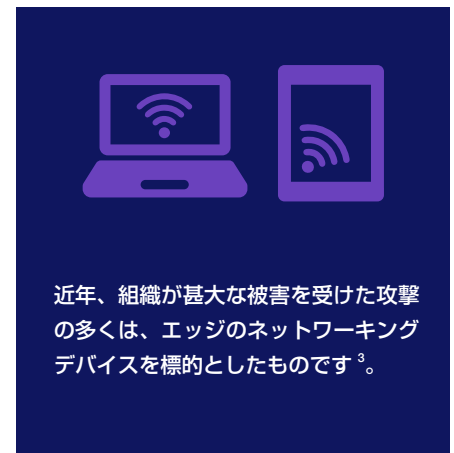 近年、組織が甚大な被害を受けた攻撃
の多くは、エッジのネットワーキング
デバイスを標的としたものです³。